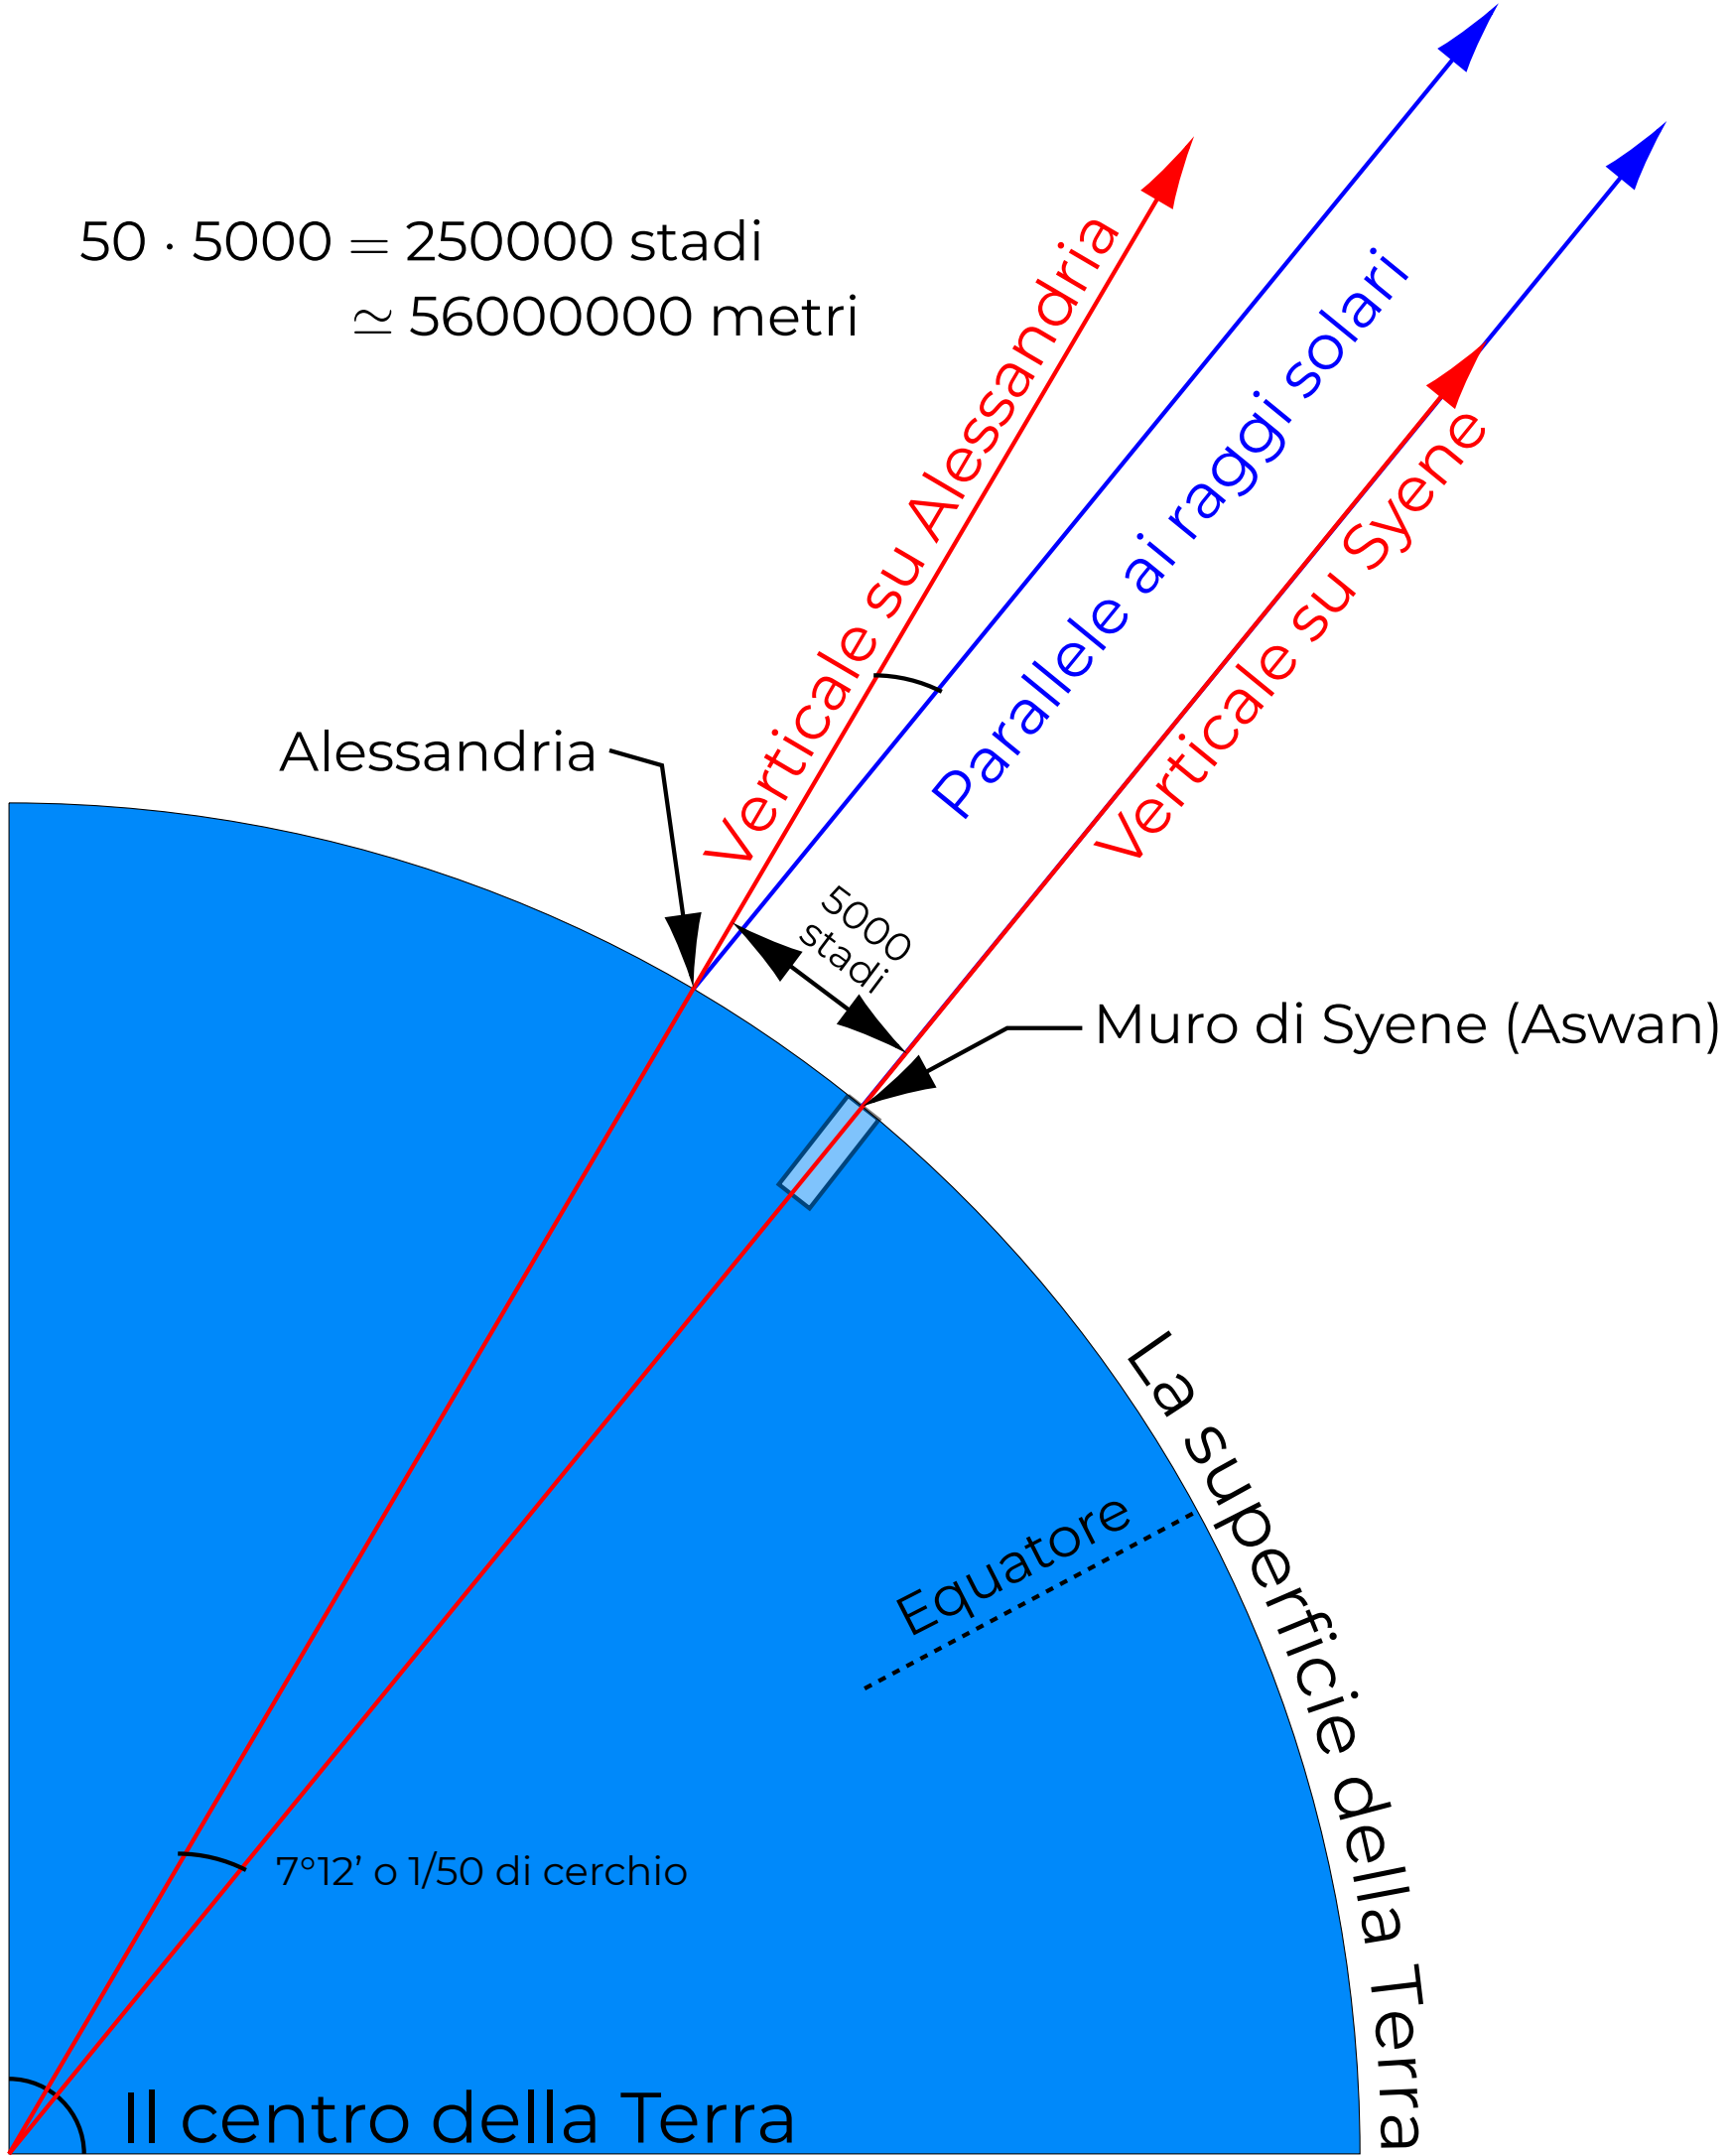 50 · 5000 = 250000 stadi
≃ 56000000 metri
Verticale su Alessandria
Parallele ai raggi solari
Verticale su Syene
Alessandria
5000
stadi
Muro di Syene (Aswan)
La superficie della Terra
Equatore
7°12’ o 1/50 di cerchio
Il centro della Terra